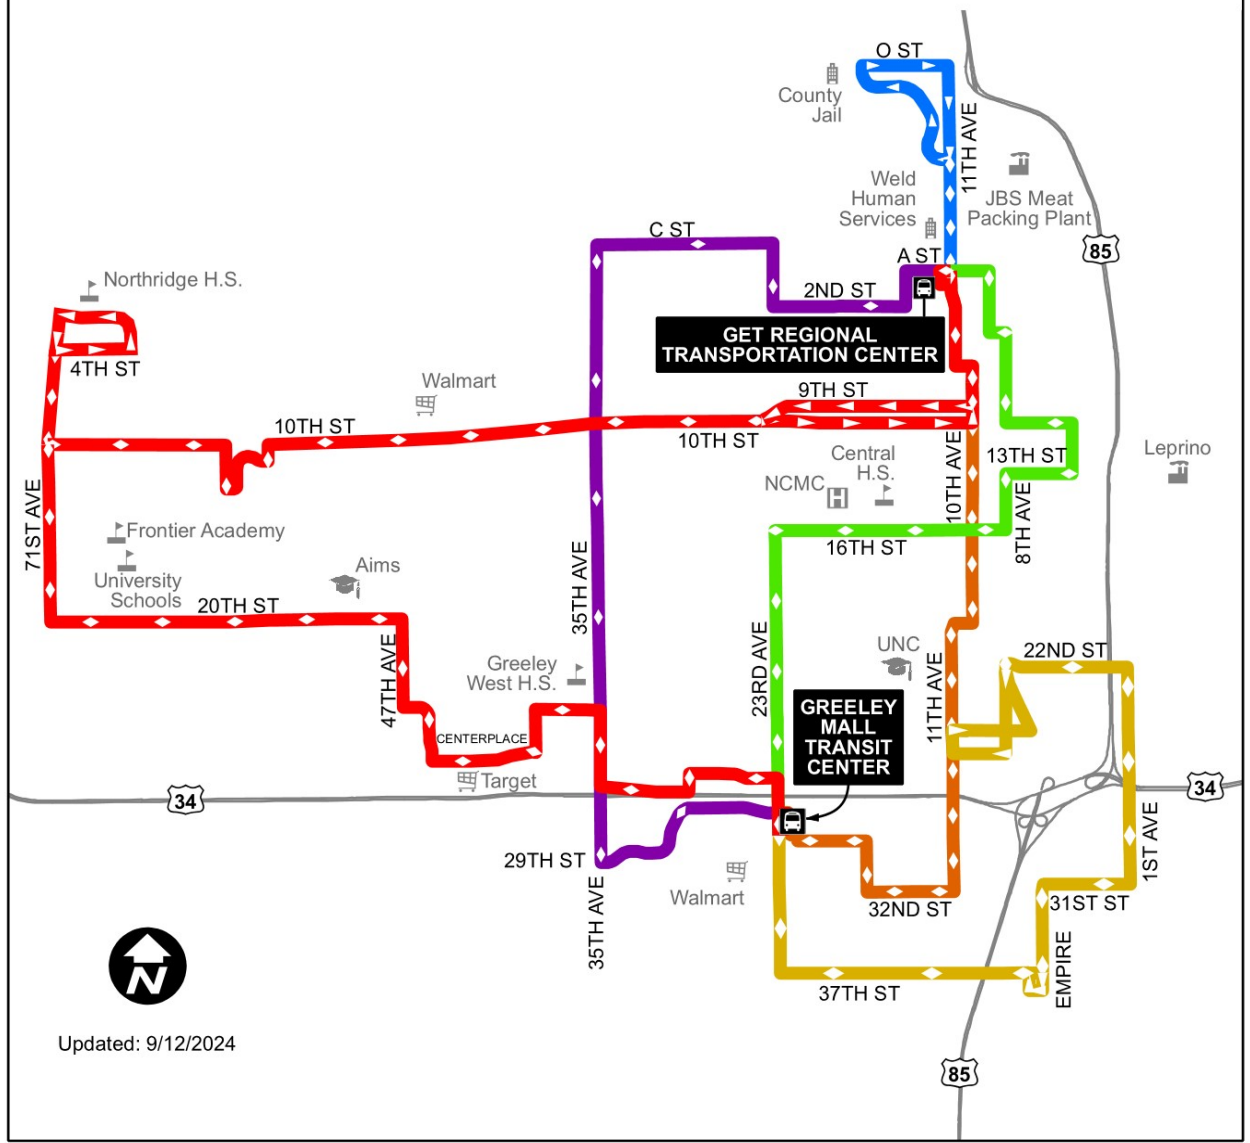 O ST
County
Jail
11TH AVE
Weld
Human
Services
JBS Meat
Packing Plant
85
C ST
A ST
Northridge H.S.
2ND ST
GET REGIONAL
TRANSPORTATION CENTER
4TH ST
Walmart
9TH ST
10TH ST
10TH ST
Central
H.S.
13TH ST
Leprino
NCMC
10TH AVE
71ST AVE
Frontier Academy
16TH ST
8TH AVE
University
Schools
Aims
35TH AVE
20TH ST
47TH AVE
Greeley
West H.S.
23RD AVE
UNC
11TH AVE
22ND ST
GREELEY
MALL
TRANSIT
CENTER
CENTERPLACE
Target
34
34
1ST AVE
29TH ST
Walmart
35TH AVE
32ND ST
31ST ST
EMPIRE
37TH ST
N
Updated: 9/12/2024
85
H